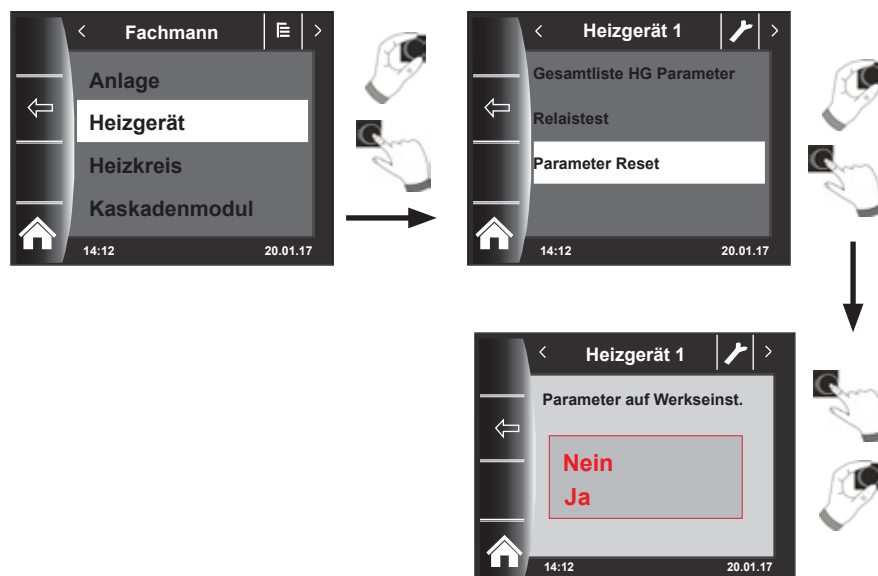 Fachmann
Anlage
Heizgerät
Heizkreis
Kaskadenmodul
14:12 20.01.17
Heizgerät 1
Gesamtliste HG Parameter
Relaistest
Parameter Reset
14:12 20.01.17
Heizgerät 1
Parameter auf Werkseinst.
Nein
Ja
14:12 20.01.17